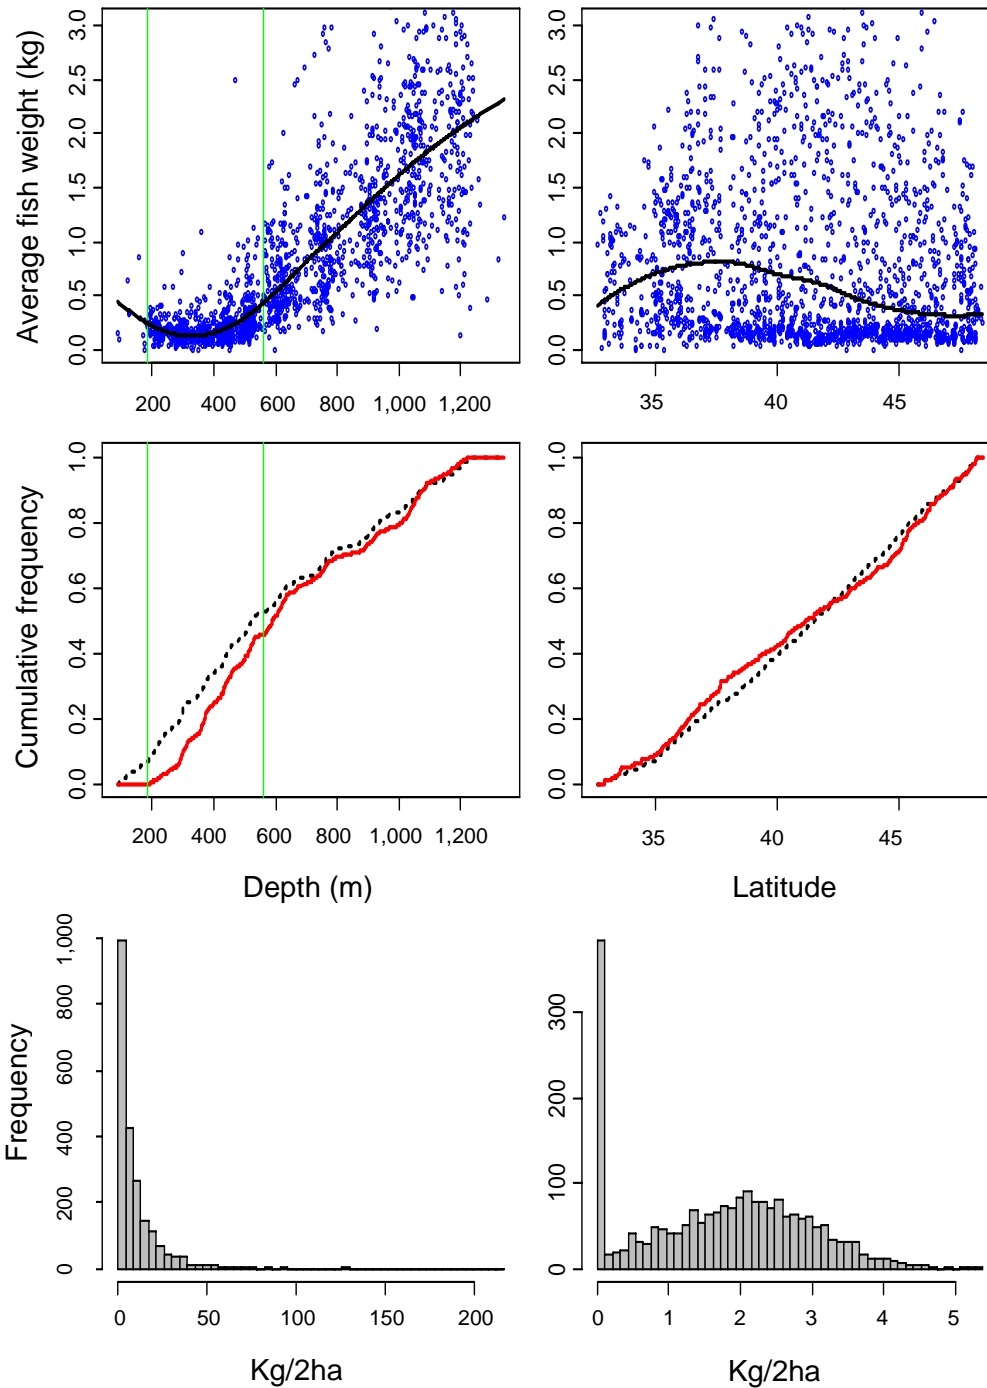 Average fish weight (kg)
0.0 0.5 1.0 1.5 2.0 2.5 3.0
200 400 600 800 1,000 1,200
0.0 0.5 1.0 1.5 2.0 2.5 3.0
35 40 45
Cumulative frequency
0.0 0.2 0.4 0.6 0.8 1.0
200 400 600 800 1,000 1,200
Depth (m)
0.0 0.2 0.4 0.6 0.8 1.0
35 40 45
Latitude
Frequency
0 200 400 600 800 1,000
0 50 100 150 200
Kg/2ha
0 100 200 300
0 1 2 3 4 5
Kg/2ha